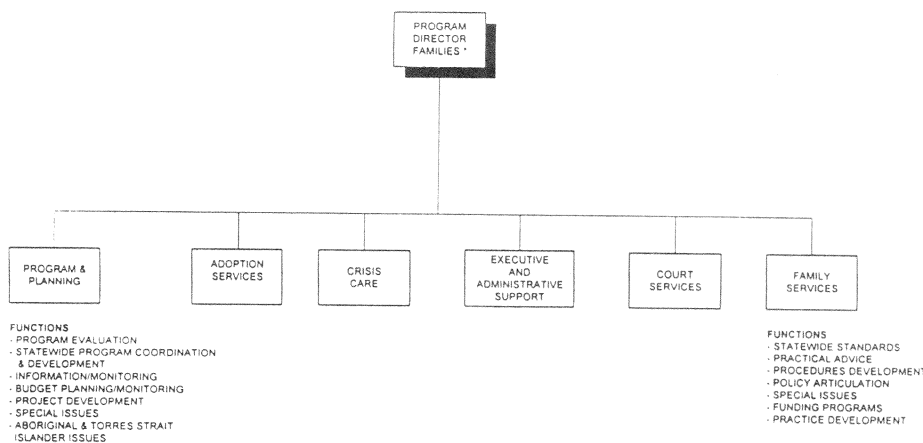 PROGRAM
DIRECTOR
FAMILIES *
PROGRAM &
PLANNING
ADOPTION
SERVICES
CRISIS
CARE
EXECUTIVE
AND
ADMINISTRATIVE
SUPPORT
COURT
SERVICES
FAMILY
SERVICES
FUNCTIONS
- PROGRAM EVALUATION
- STATEWIDE PROGRAM COORDINATION
& DEVELOPMENT
- INFORMATION/MONITORING
- BUDGET PLANNING/MONITORING
- PROJECT DEVELOPMENT
- SPECIAL ISSUES
- ABORIGINAL & TORRES STRAIT
ISLANDER ISSUES
FUNCTIONS
- STATEWIDE STANDARDS
- PRACTICAL ADVICE
- PROCEDURES DEVELOPMENT
- POLICY ARTICULATION
- SPECIAL ISSUES
- FUNDING PROGRAMS
- PRACTICE DEVELOPMENT